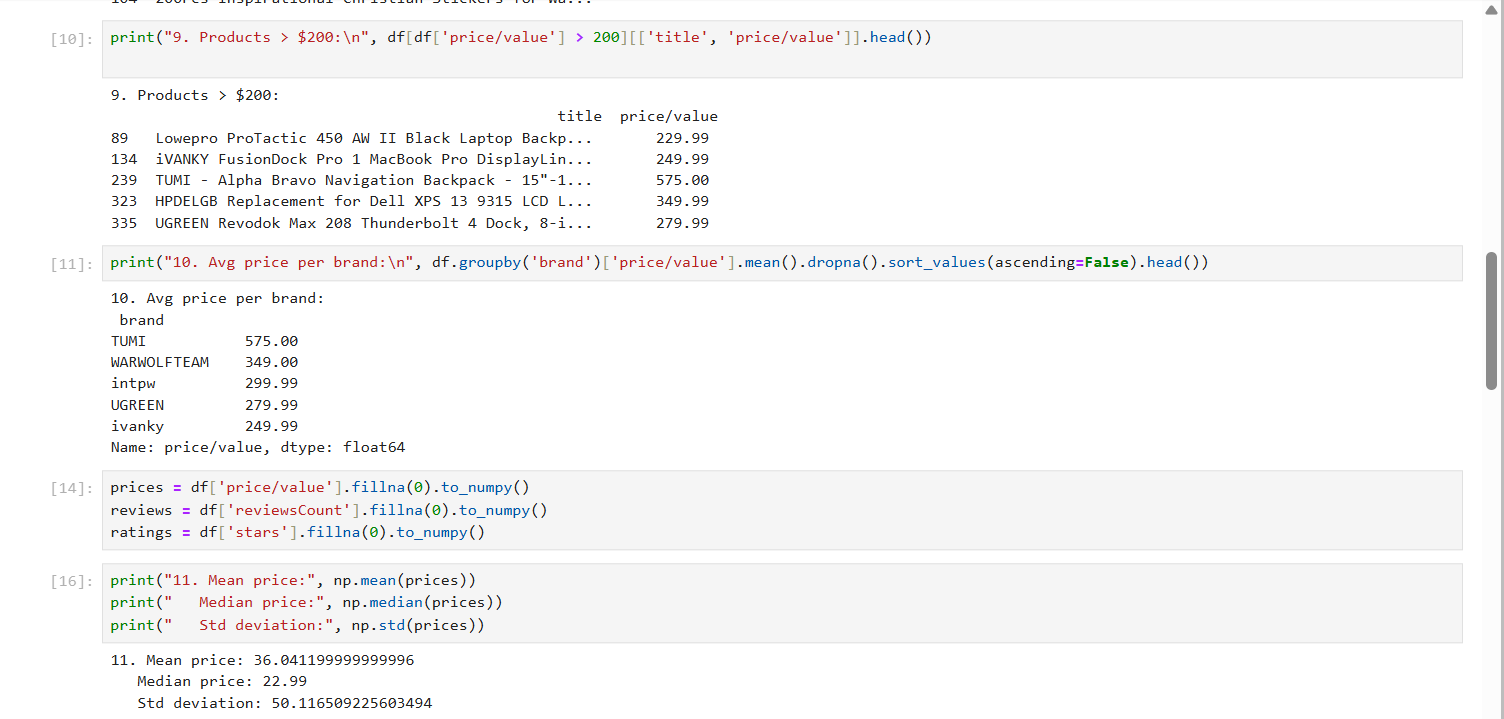 104 200Pcs Inspirational Christian Stickers for Wa...
[10]: print("9. Products > $200:\n", df[df['price/value'] > 200][['title', 'price/value']].head())
9. Products > $200:
title price/value
89 Lowepro ProTactic 450 AW II Black Laptop Backp... 229.99
134 iVANKY FusionDock Pro 1 MacBook Pro DisplayLin... 249.99
239 TUMI - Alpha Bravo Navigation Backpack - 15"-1... 575.00
323 HPDELGB Replacement for Dell XPS 13 9315 LCD L... 349.99
335 UGREEN Revodok Max 208 Thunderbolt 4 Dock, 8-i... 279.99
[11]: print("10. Avg price per brand:\n", df.groupby('brand')['price/value'].mean().dropna().sort_values(ascending=False).head())
10. Avg price per brand:
brand
TUMI 575.00
WARWOLFTEAM 349.00
intpw 299.99
UGREEN 279.99
ivanky 249.99
Name: price/value, dtype: float64
[14]: prices = df['price/value'].fillna(0).to_numpy()
reviews = df['reviewsCount'].fillna(0).to_numpy()
ratings = df['stars'].fillna(0).to_numpy()
[16]: print("11. Mean price:", np.mean(prices))
print("   Median price:", np.median(prices))
print("   Std deviation:", np.std(prices))
11. Mean price: 36.041199999999996
Median price: 22.99
Std deviation: 50.116509225603494